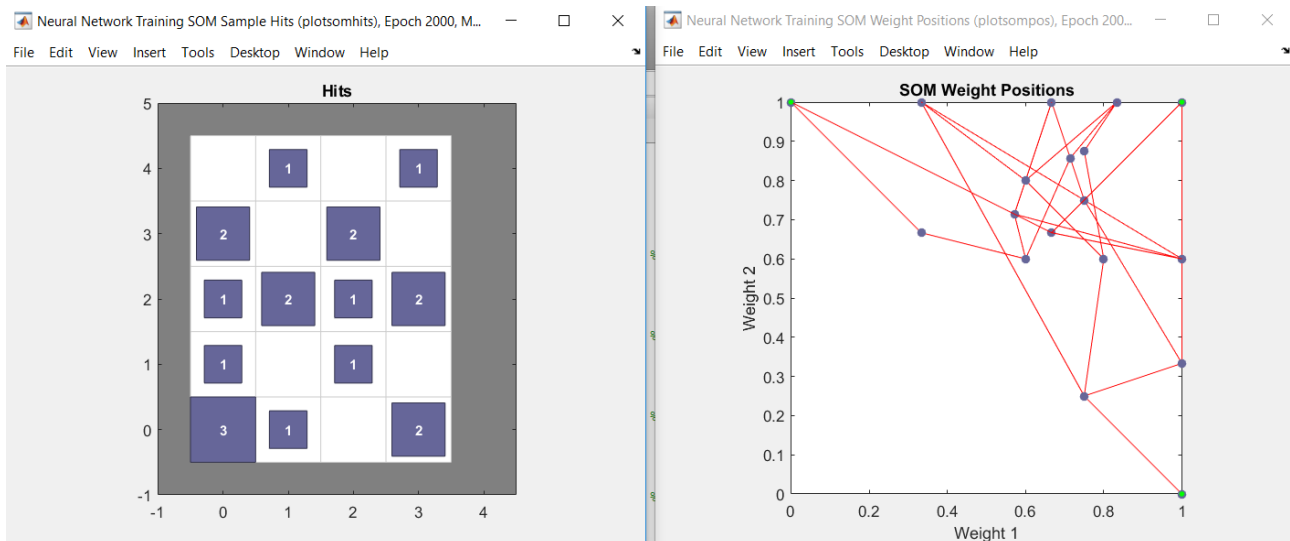 Neural Network Training SOM Sample Hits (plotsomhits), Epoch 2000, M...
File Edit View Insert Tools Desktop Window Help
Hits
5
4
3
2
1
0
-1
1 1
2 2
1 2 1 2
1 1
3 1 2
-1 0 1 2 3 4
Neural Network Training SOM Weight Positions (plotsompos), Epoch 200...
File Edit View Insert Tools Desktop Window Help
SOM Weight Positions
Weight 2
1
0.9
0.8
0.7
0.6
0.5
0.4
0.3
0.2
0.1
0
0 0.2 0.4 0.6 0.8 1
Weight 1